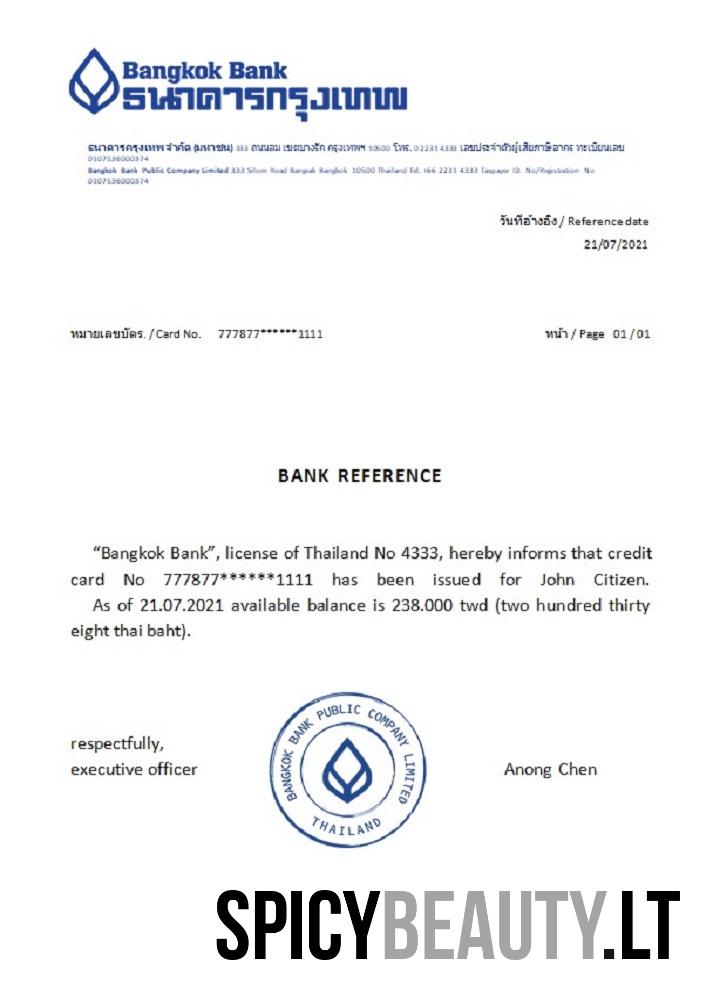 Bangkok Bank
ธนาคารกรุงเทพ
ธนาคารกรุงเทพ จำกัด (มหาชน) 333 ถนนสม เขตบางรัก กรุงเทพฯ 10500 โทร. 0 2231 4333 เลขประจำตัวผู้เสียภาษีอากร ทะเบียนเลข
0107536000374
Bangkok Bank Public Company Limited 333 Silom Road Bangrak Bangkok 10500 Thailand Tel. +66 2231 4333 Taxpayer ID. No/Registration No
0107536000374
วันที่อ้างอิง / Reference date
21/07/2021
หมายเลขบัตร. / Card No. 777877******1111
หน้า / Page 01 / 01
BANK REFERENCE
“Bangkok Bank”, license of Thailand No 4333, hereby informs that credit
card No 777877******1111 has been issued for John Citizen.
As of 21.07.2021 available balance is 238.000 twd (two hundred thirty
eight thai baht).
respectfully,
executive officer
BANGKOK BANK PUBLIC COMPANY LIMITED
THAILAND
Anong Chen
SPICYBEAUTY.LT